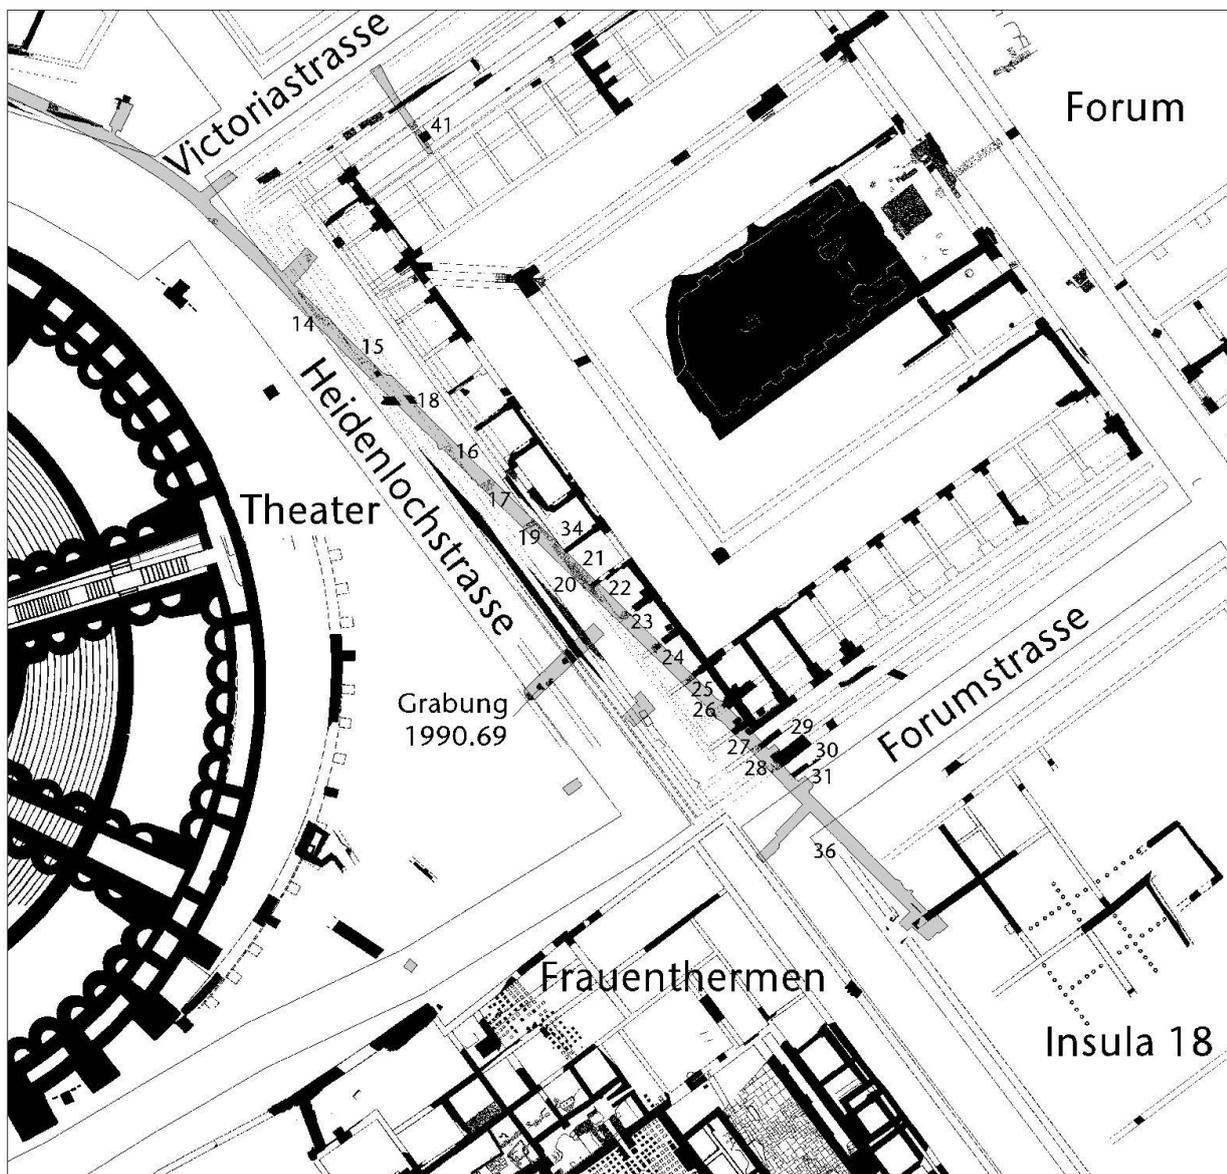 Victoriastrasse
Forum
41
14
15
18
Heidenlochstrasse
16
Theater
17
19
34
21
20
22
23
24
Grabung
1990.69
25
26
27
29
28
30
31
Forumstrasse
36
Frauenthermen
Insula 18